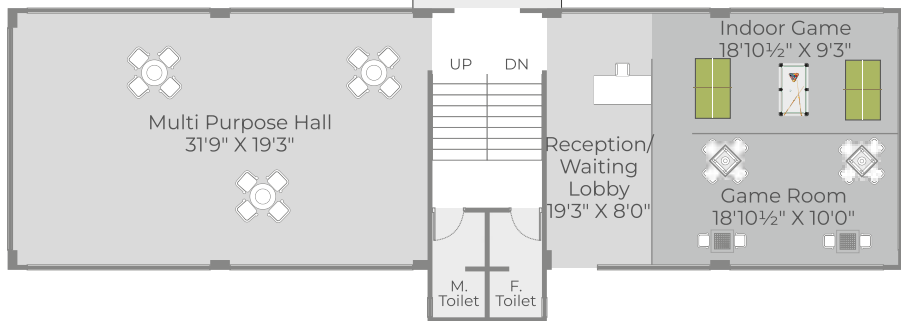 Multi Purpose Hall
31'9" X 19'3"
UP
DN
M.
Toilet
F.
Toilet
Reception/
Waiting
Lobby
19'3" X 8'0"
Indoor Game
18'10½" X 9'3"
Game Room
18'10½" X 10'0"